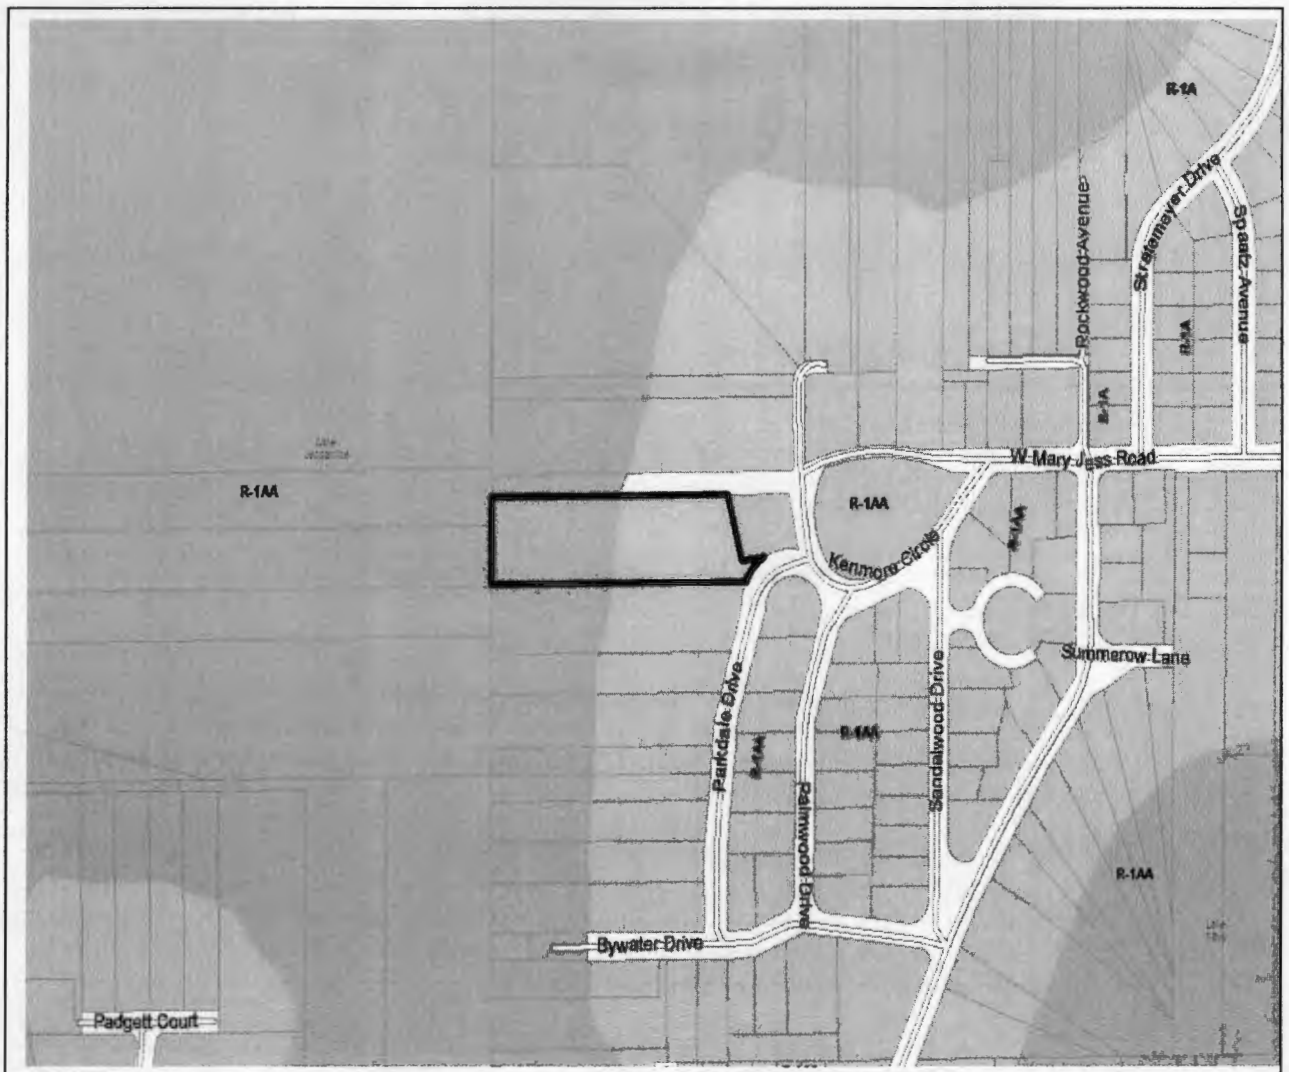 R-1A
Stratemeyer Drive
Spaatz Avenue
Rockwood Avenue
R-1A
R-1A
W Mary Jess Road
R-1AA
R-1AA
R-1AA
Kenmore Circle
Summerow Lane
Parkdale Drive
R-1AA
R-1AA
Sandalwood Drive
Palmwood Drive
R-1AA
Bywater Drive
Padgett Court